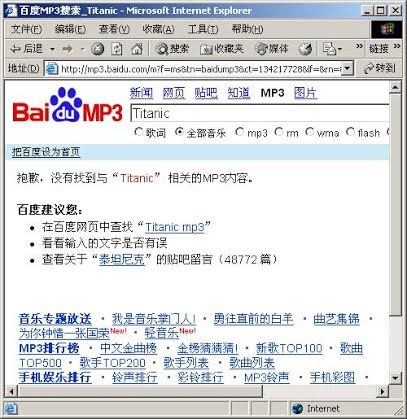 百度MP3搜索_Titanic - Microsoft Internet Explorer
文件(F) 编辑(E) 查看(V) 收藏(A) 工具(T) 帮助(H)
后退 搜索 收藏夹 媒体 » 链接 »
地址(D) http://mp3.baidu.com/m?f=ms&tn=baidump3&ct=134217728&lf=&rn= 转到
Bai du MP3
新闻 网页 贴吧 知道 MP3 图片
Titanic
歌词 全部音乐 mp3 rm wma flash
把百度设为首页
抱歉，没有找到与“Titanic” 相关的MP3内容。
百度建议您：
• 在百度网页中查找“Titanic mp3”
• 看看输入的文字是否有误
• 查看关于“泰坦尼克”的贴吧留言（48772 篇）
音乐专题放送 • 我是音乐掌门人! • 勇往直前的白羊 • 曲艺集锦 •
为你钟情－张国荣New! • 轻音乐New!
MP3排行榜 • 中文金曲榜 • 金榜猜猜猜! • 新歌TOP100 • 歌曲
TOP500 • 歌手TOP200 • 歌手列表 • 歌曲列表
手机娱乐排行 • 铃声排行 • 彩铃排行 • MP3铃声 • 手机彩图 •
Internet